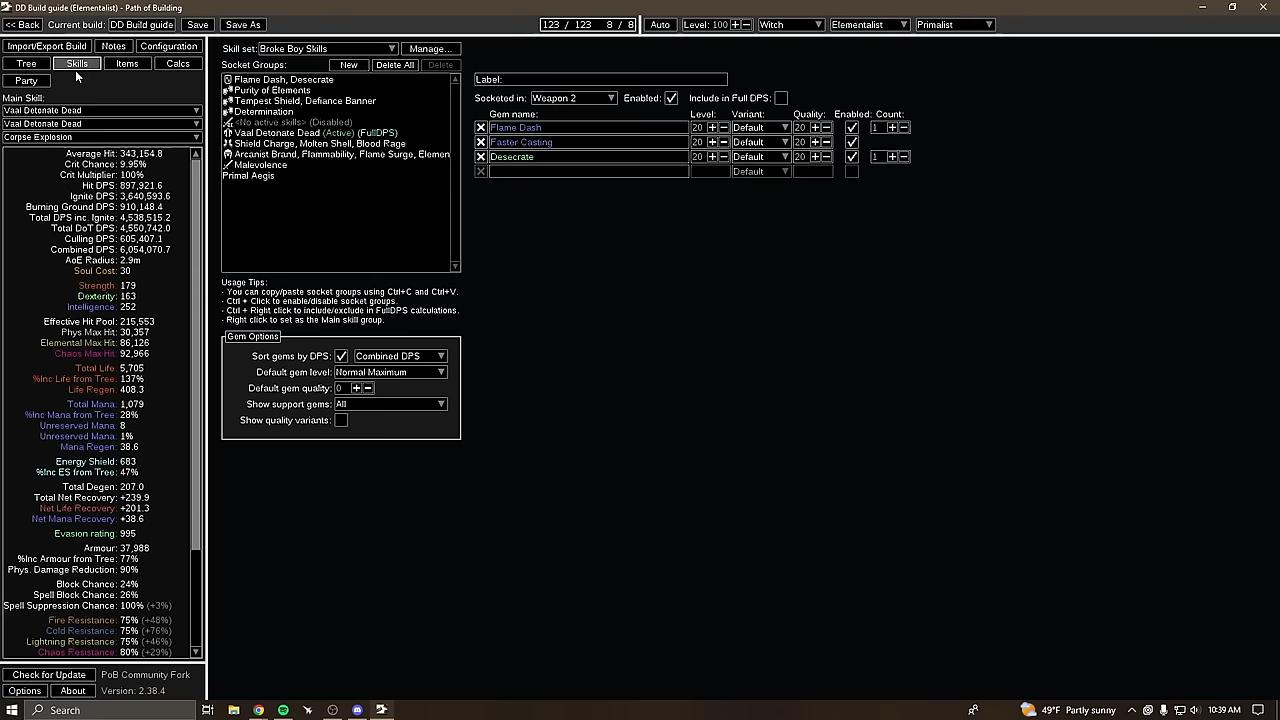 DD Build guide (Elementalist) - Path of Building
<< Back Current build: DD Build guide Save Save As 123 / 123 8 / 8 Auto Level: 100 + − Witch Elementalist Primalist
Import/Export Build Notes Configuration
Tree Skills Items Calcs
Party
Main Skill:
Vaal Detonate Dead
Vaal Detonate Dead
Corpse Explosion
Average Hit: 343,154.8
Crit Chance: 9.95%
Crit Multiplier: 100%
Hit DPS: 897,921.6
Ignite DPS: 3,640,593.6
Burning Ground DPS: 910,148.4
Total DPS inc. Ignite: 4,538,515.2
Total DoT DPS: 4,550,742.0
Culling DPS: 605,407.1
Combined DPS: 6,054,070.7
AoE Radius: 2.9m
Soul Cost: 30
Strength: 179
Dexterity: 163
Intelligence: 252
Effective Hit Pool: 215,553
Phys Max Hit: 30,357
Elemental Max Hit: 86,126
Chaos Max Hit: 92,966
Total Life: 5,705
%Inc Life from Tree: 137%
Life Regen: 408.3
Total Mana: 1,079
%Inc Mana from Tree: 28%
Unreserved Mana: 8
Unreserved Mana: 1%
Mana Regen: 38.6
Energy Shield: 683
%Inc ES from Tree: 47%
Total Degen: 207.0
Total Net Recovery: +239.9
Net Life Recovery: +201.3
Net Mana Recovery: +38.6
Evasion rating: 995
Armour: 37,988
%Inc Armour from Tree: 77%
Phys. Damage Reduction: 90%
Block Chance: 24%
Spell Block Chance: 26%
Spell Suppression Chance: 100% (+3%)
Fire Resistance: 75% (+48%)
Cold Resistance: 75% (+76%)
Lightning Resistance: 75% (+46%)
Chaos Resistance: 80% (+29%)
Check for Update PoB Community Fork
Options About Version: 2.38.4
Skill set: Broke Boy Skills Manage...
Socket Groups: New Delete All Delete
Flame Dash, Desecrate
Purity of Elements
Tempest Shield, Defiance Banner
Determination
<No active skills> (Disabled)
Vaal Detonate Dead (Active) (FullDPS)
Shield Charge, Molten Shell, Blood Rage
Arcanist Brand, Flammability, Flame Surge, Elemen
Malevolence
Primal Aegis
Usage Tips:
- You can copy/paste socket groups using Ctrl+C and Ctrl+V.
- Ctrl + Click to enable/disable socket groups.
- Ctrl + Right click to include/exclude in FullDPS calculations.
- Right click to set as the Main skill group.
Gem Options
Sort gems by DPS: Combined DPS
Default gem level: Normal Maximum
Default gem quality: 0 + −
Show support gems: All
Show quality variants:
Label:
Socketed in: Weapon 2 Enabled: Include in Full DPS:
Gem name: Level: Variant: Quality: Enabled: Count:
X Flame Dash 20 + − Default 20 + − 1 + −
X Faster Casting 20 + − Default 20 + −
X Desecrate 20 + − Default 20 + − 1 + −
X Default
Search 49°F Partly sunny 10:39 AM